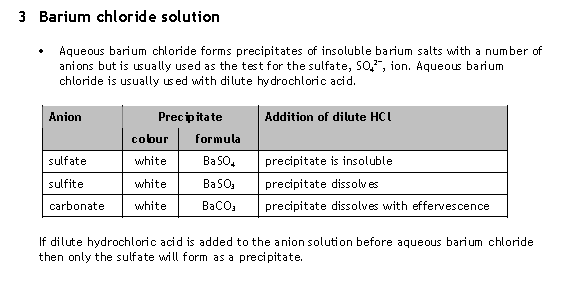 3 Barium chloride solution
• Aqueous barium chloride forms precipitates of insoluble barium salts with a number of
anions but is usually used as the test for the sulfate, SO₄²⁻, ion. Aqueous barium
chloride is usually used with dilute hydrochloric acid.
Anion Precipitate Addition of dilute HCl
colour formula
sulfate white BaSO₄ precipitate is insoluble
sulfite white BaSO₃ precipitate dissolves
carbonate white BaCO₃ precipitate dissolves with effervescence
If dilute hydrochloric acid is added to the anion solution before aqueous barium chloride
then only the sulfate will form as a precipitate.